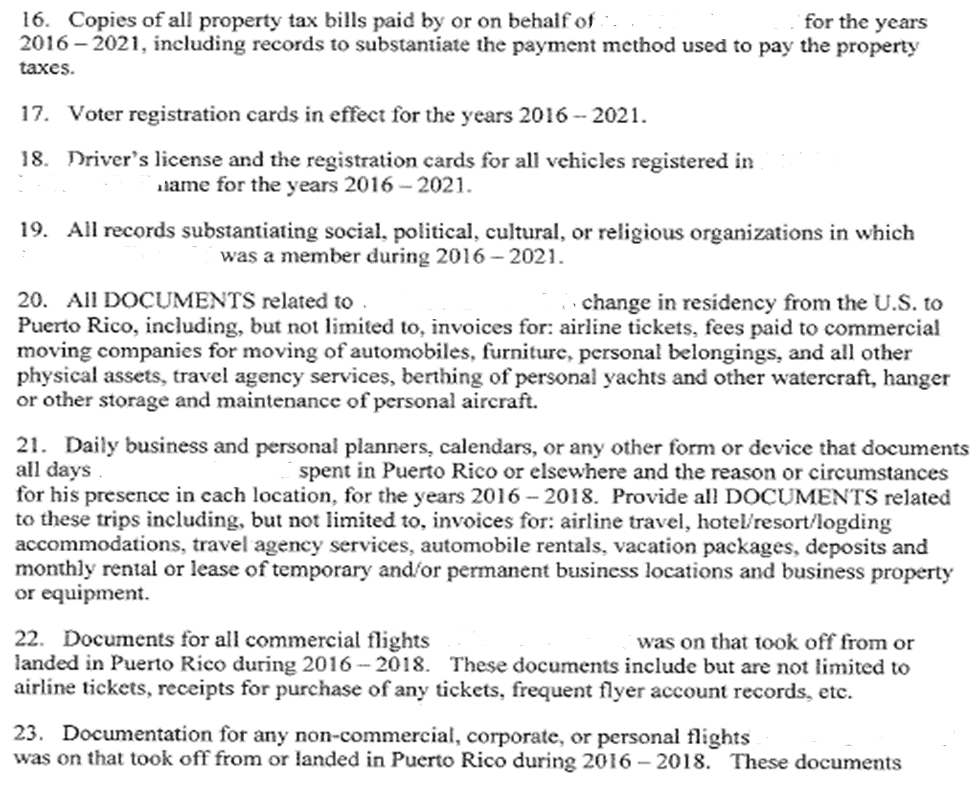 16. Copies of all property tax bills paid by or on behalf of for the years
2016 – 2021, including records to substantiate the payment method used to pay the property
taxes.
17. Voter registration cards in effect for the years 2016 – 2021.
18. Driver's license and the registration cards for all vehicles registered in
name for the years 2016 – 2021.
19. All records substantiating social, political, cultural, or religious organizations in which
was a member during 2016 – 2021.
20. All DOCUMENTS related to change in residency from the U.S. to
Puerto Rico, including, but not limited to, invoices for: airline tickets, fees paid to commercial
moving companies for moving of automobiles, furniture, personal belongings, and all other
physical assets, travel agency services, berthing of personal yachts and other watercraft, hanger
or other storage and maintenance of personal aircraft.
21. Daily business and personal planners, calendars, or any other form or device that documents
all days spent in Puerto Rico or elsewhere and the reason or circumstances
for his presence in each location, for the years 2016 – 2018. Provide all DOCUMENTS related
to these trips including, but not limited to, invoices for: airline travel, hotel/resort/logding
accommodations, travel agency services, automobile rentals, vacation packages, deposits and
monthly rental or lease of temporary and/or permanent business locations and business property
or equipment.
22. Documents for all commercial flights was on that took off from or
landed in Puerto Rico during 2016 – 2018. These documents include but are not limited to
airline tickets, receipts for purchase of any tickets, frequent flyer account records, etc.
23. Documentation for any non-commercial, corporate, or personal flights
was on that took off from or landed in Puerto Rico during 2016 – 2018. These documents